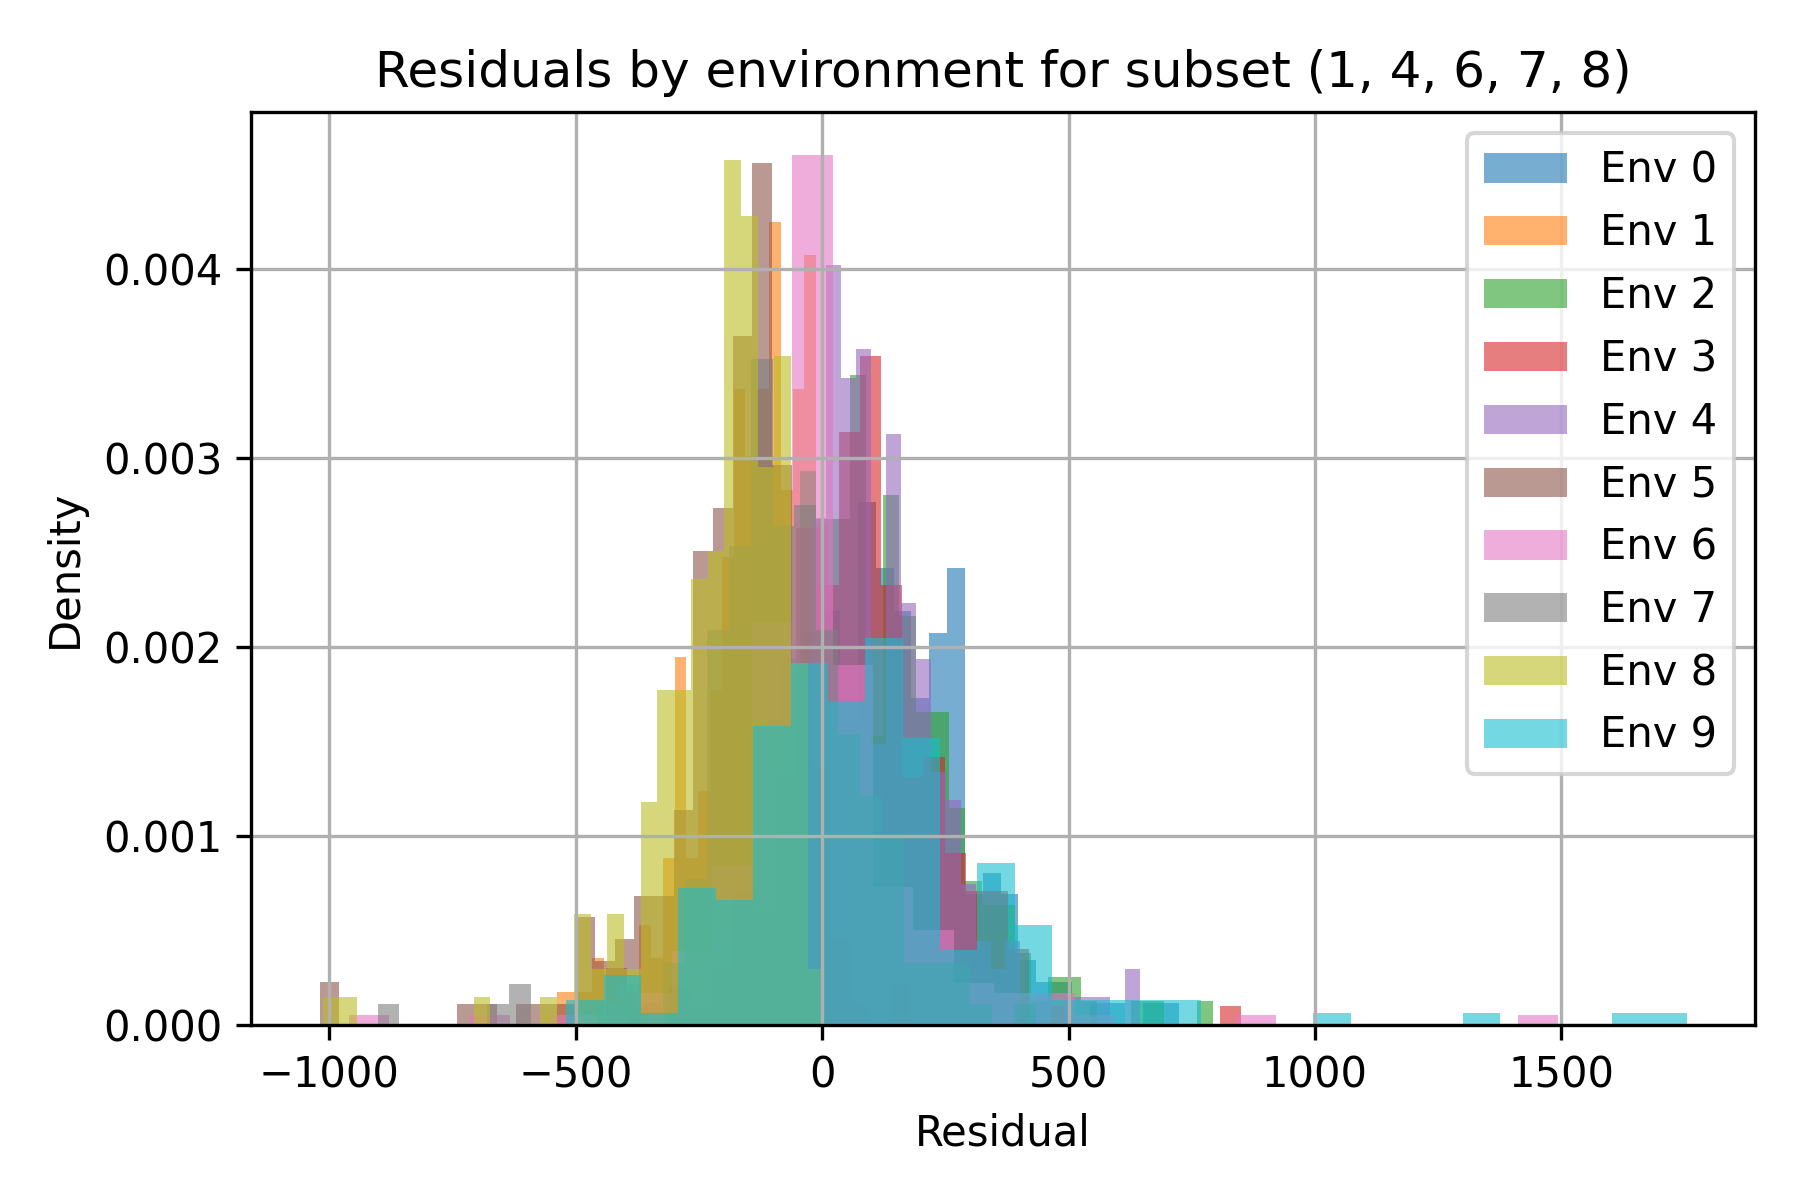 Residuals by environment for subset (1, 4, 6, 7, 8)
Env 0
Env 1
Env 2
Env 3
Env 4
Env 5
Env 6
Env 7
Env 8
Env 9
Density
0.004
0.003
0.002
0.001
0.000
−1000 −500 0 500 1000 1500
Residual